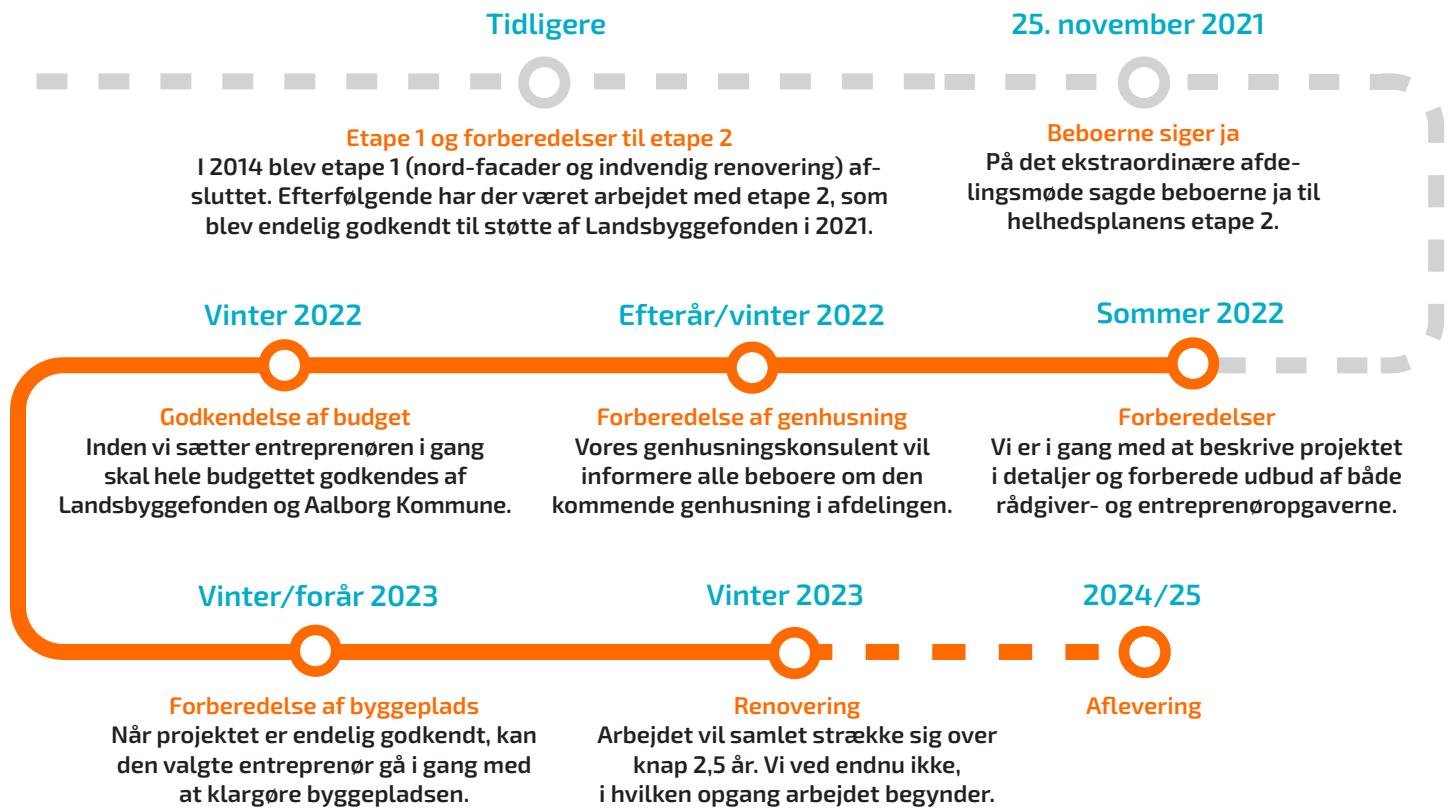 Tidligere
Etape 1 og forberedelser til etape 2
I 2014 blev etape 1 (nord-facader og indvendig renovering) af-
sluttet. Efterfølgende har der været arbejdet med etape 2, som
blev endelig godkendt til støtte af Landsbyggefonden i 2021.
25. november 2021
Beboerne siger ja
På det ekstraordinære afde-
lingsmøde sagde beboerne ja til
helhedsplanens etape 2.
Sommer 2022
Forberedelser
Vi er i gang med at beskrive projektet
i detaljer og forberede udbud af både
rådgiver- og entreprenøropgaverne.
Efterår/vinter 2022
Forberedelse af genhusning
Vores genhusningskonsulent vil
informere alle beboere om den
kommende genhusning i afdelingen.
Vinter 2022
Godkendelse af budget
Inden vi sætter entreprenøren i gang
skal hele budgettet godkendes af
Landsbyggefonden og Aalborg Kommune.
Vinter/forår 2023
Forberedelse af byggeplads
Når projektet er endelig godkendt, kan
den valgte entreprenør gå i gang med
at klargøre byggepladsen.
Vinter 2023
Renovering
Arbejdet vil samlet strække sig over
knap 2,5 år. Vi ved endnu ikke,
i hvilken opgang arbejdet begynder.
2024/25
Aflevering